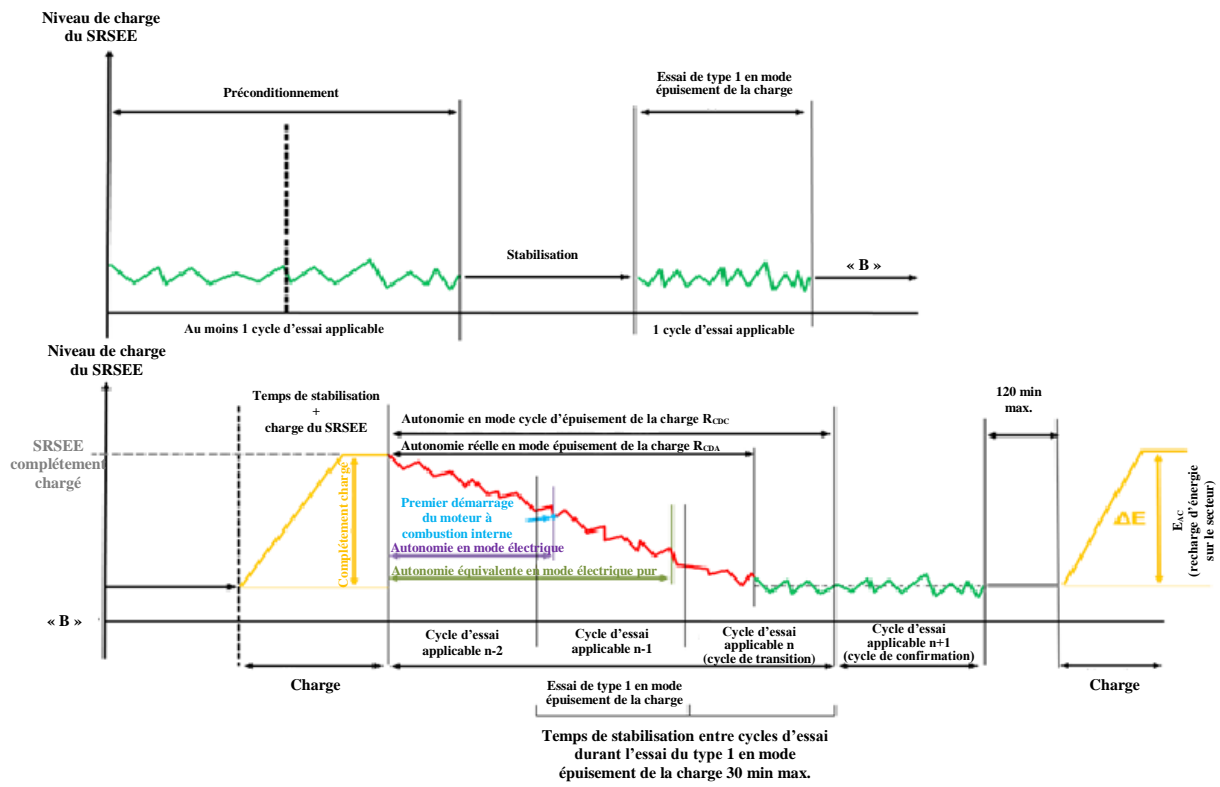 Niveau de charge
du SRSEE
Préconditionnement
Essai de type 1 en mode
épuisement de la charge
Stabilisation
« B »
Au moins 1 cycle d'essai applicable
1 cycle d'essai applicable
Niveau de charge
du SRSEE
Temps de stabilisation
+
charge du SRSEE
120 min
max.
Autonomie en mode cycle d'épuisement de la charge RCDC
SRSEE
complétement
chargé
Autonomie réelle en mode épuisement de la charge RCDA
Complétement charge
Premier démarrage
du moteur à
combustion interne
Autonomie en mode électrique
Autonomie équivalente en mode électrique pur
ΔE
EAC
(recharge d'énergie
sur le secteur)
« B »
Cycle d'essai
applicable n-2
Cycle d'essai
applicable n-1
Cycle d'essai
applicable n
(cycle de transition)
Cycle d'essai
applicable n+1
(cycle de confirmation)
Charge
Essai de type 1 en mode
épuisement de la charge
Charge
Temps de stabilisation entre cycles d'essai
durant l'essai du type 1 en mode
épuisement de la charge 30 min max.